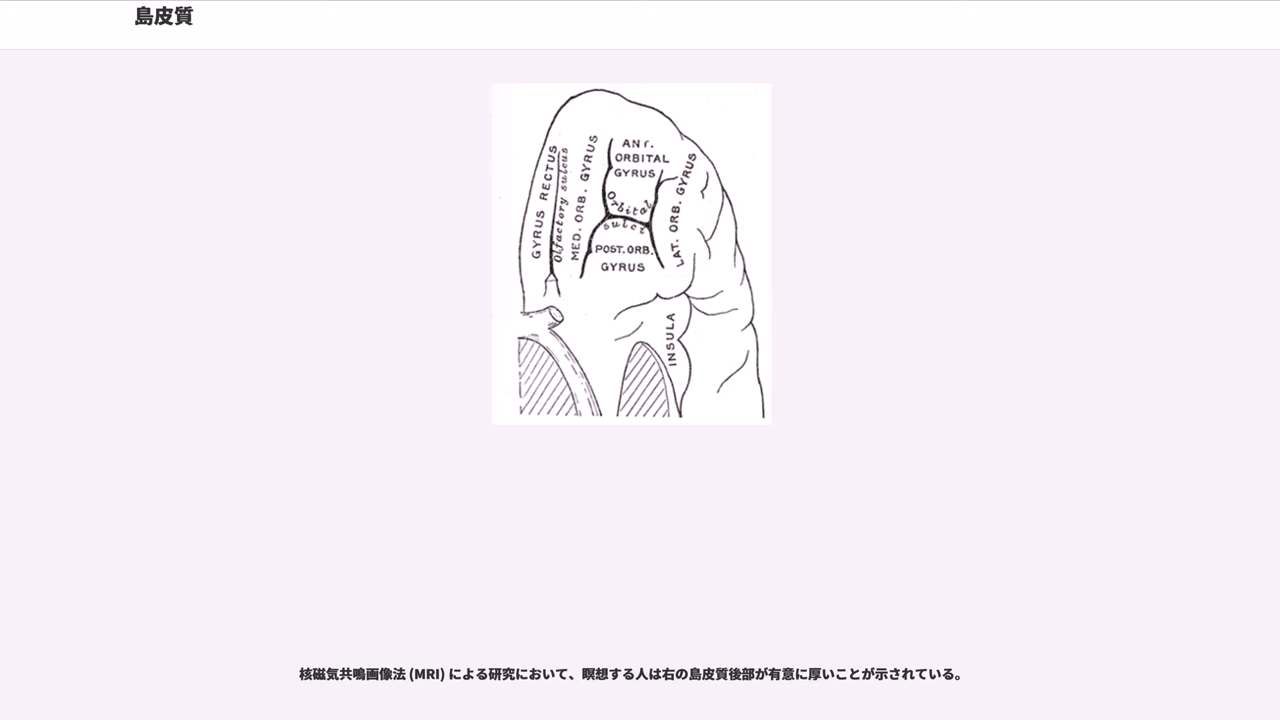 島皮質
GYRUS RECTUS
Olfactory sulcus
MED. ORB. GYRUS
ANT.
ORBITAL
GYRUS
Orbital
sulci
POST. ORB.
GYRUS
LAT. ORB. GYRUS
INSULA
核磁気共鳴画像法 (MRI) による研究において、瞑想する人は右の島皮質後部が有意に厚いことが示されている。